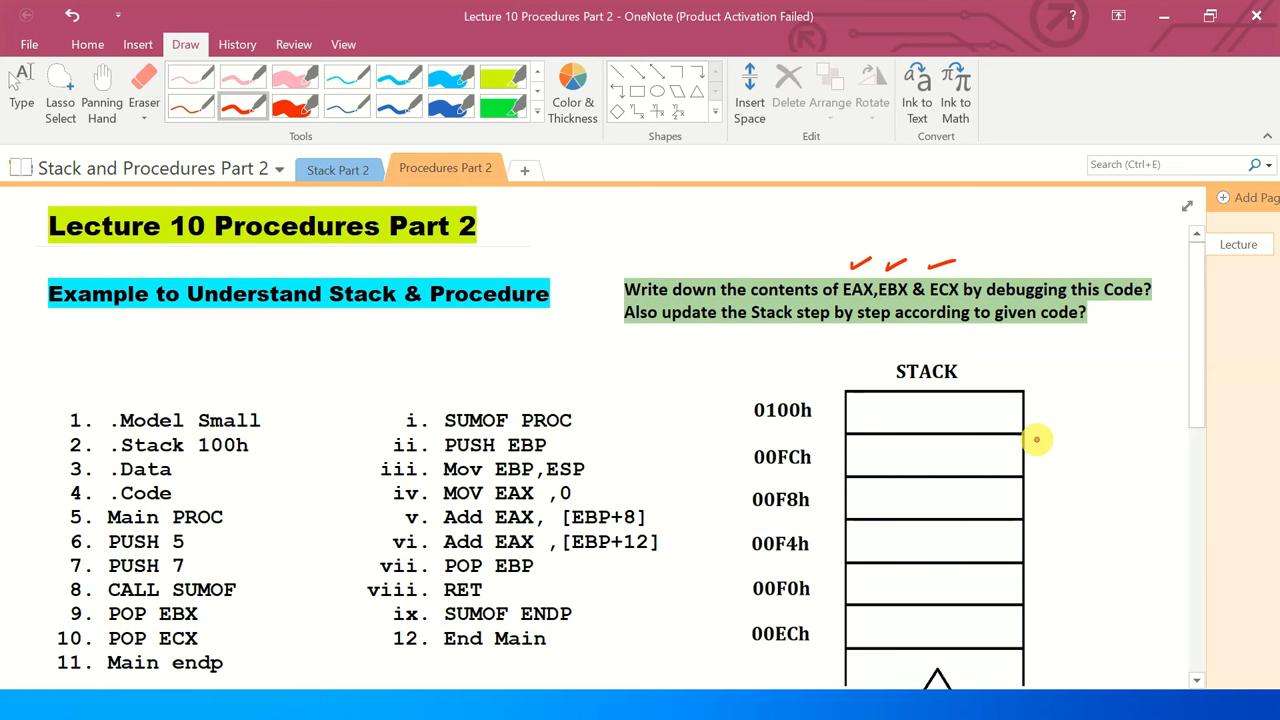 Lecture 10 Procedures Part 2 - OneNote (Product Activation Failed)
?
File Home Insert Draw History Review View
Type
Lasso Select
Panning Hand
Eraser
Color & Thickness
Insert Space
Delete Arrange Rotate
Ink to Text
Ink to Math
Tools
Shapes
Edit
Convert
Stack and Procedures Part 2
Stack Part 2
Procedures Part 2
Search (Ctrl+E)
Add Pag
Lecture
Lecture 10 Procedures Part 2
Example to Understand Stack & Procedure
Write down the contents of EAX,EBX & ECX by debugging this Code?
Also update the Stack step by step according to given code?
1. .Model Small
2. .Stack 100h
3. .Data
4. .Code
5. Main PROC
6. PUSH 5
7. PUSH 7
8. CALL SUMOF
9. POP EBX
10. POP ECX
11. Main endp
i. SUMOF PROC
ii. PUSH EBP
iii. Mov EBP,ESP
iv. MOV EAX ,0
v. Add EAX, [EBP+8]
vi. Add EAX ,[EBP+12]
vii. POP EBP
viii. RET
ix. SUMOF ENDP
12. End Main
STACK
0100h
00FCh
00F8h
00F4h
00F0h
00ECh